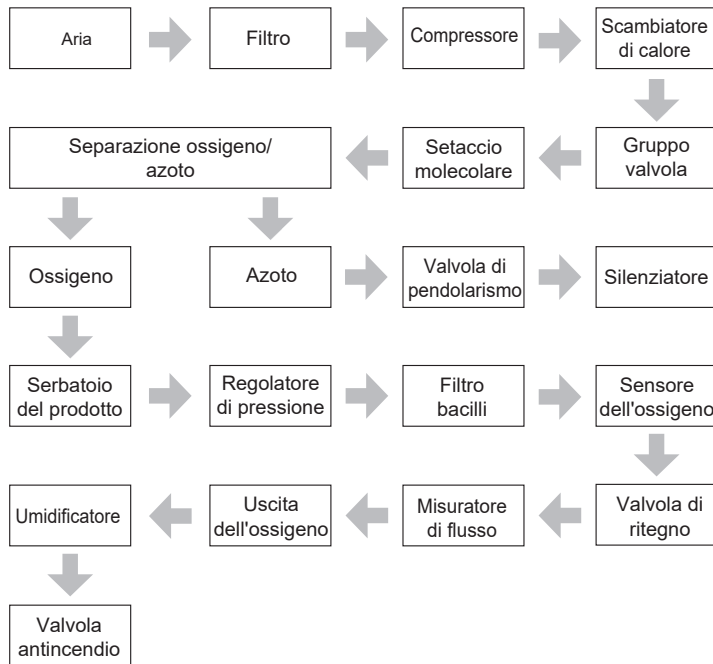 Aria
Filtro
Compressore
Scambiatore
di calore
Separazione ossigeno/
azoto
Setaccio
molecolare
Gruppo
valvola
Ossigeno
Azoto
Valvola di
pendolarismo
Silenziatore
Serbatoio
del prodotto
Regolatore
di pressione
Filtro
bacilli
Sensore
dell'ossigeno
Umidificatore
Uscita
dell'ossigeno
Misuratore
di flusso
Valvola di
ritegno
Valvola
antincendio